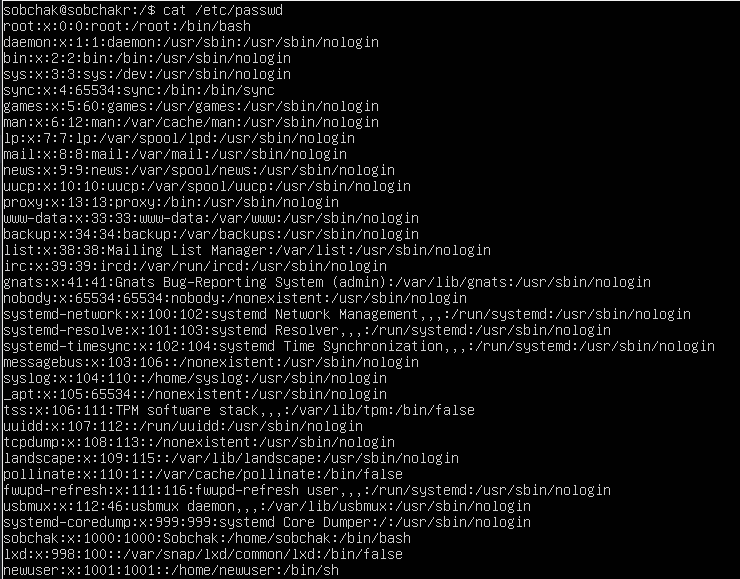 sobchak@sobchakr:/$ cat /etc/passwd
root:x:0:0:root:/root:/bin/bash
daemon:x:1:1:daemon:/usr/sbin:/usr/sbin/nologin
bin:x:2:2:bin:/bin:/usr/sbin/nologin
sys:x:3:3:sys:/dev:/usr/sbin/nologin
sync:x:4:65534:sync:/bin:/bin/sync
games:x:5:60:games:/usr/games:/usr/sbin/nologin
man:x:6:12:man:/var/cache/man:/usr/sbin/nologin
lp:x:7:7:lp:/var/spool/lpd:/usr/sbin/nologin
mail:x:8:8:mail:/var/mail:/usr/sbin/nologin
news:x:9:9:news:/var/spool/news:/usr/sbin/nologin
uucp:x:10:10:uucp:/var/spool/uucp:/usr/sbin/nologin
proxy:x:13:13:proxy:/bin:/usr/sbin/nologin
www-data:x:33:33:www-data:/var/www:/usr/sbin/nologin
backup:x:34:34:backup:/var/backups:/usr/sbin/nologin
list:x:38:38:Mailing List Manager:/var/list:/usr/sbin/nologin
irc:x:39:39:ircd:/var/run/ircd:/usr/sbin/nologin
gnats:x:41:41:Gnats Bug-Reporting System (admin):/var/lib/gnats:/usr/sbin/nologin
nobody:x:65534:65534:nobody:/nonexistent:/usr/sbin/nologin
systemd-network:x:100:102:systemd Network Management,,,:/run/systemd:/usr/sbin/nologin
systemd-resolve:x:101:103:systemd Resolver,,,:/run/systemd:/usr/sbin/nologin
systemd-timesync:x:102:104:systemd Time Synchronization,,,:/run/systemd:/usr/sbin/nologin
messagebus:x:103:106::/nonexistent:/usr/sbin/nologin
syslog:x:104:110::/home/syslog:/usr/sbin/nologin
_apt:x:105:65534::/nonexistent:/usr/sbin/nologin
tss:x:106:111:TPM software stack,,,:/var/lib/tpm:/bin/false
uuidd:x:107:112::/run/uuidd:/usr/sbin/nologin
tcpdump:x:108:113::/nonexistent:/usr/sbin/nologin
landscape:x:109:115::/var/lib/landscape:/usr/sbin/nologin
pollinate:x:110:1::/var/cache/pollinate:/bin/false
fwupd-refresh:x:111:116:fwupd-refresh user,,,:/run/systemd:/usr/sbin/nologin
usbmux:x:112:46:usbmux daemon,,,:/var/lib/usbmux:/usr/sbin/nologin
systemd-coredump:x:999:999:systemd Core Dumper:/:/usr/sbin/nologin
sobchak:x:1000:1000:Sobchak:/home/sobchak:/bin/bash
lxd:x:998:100::/var/snap/lxd/common/lxd:/bin/false
newuser:x:1001:1001::/home/newuser:/bin/sh